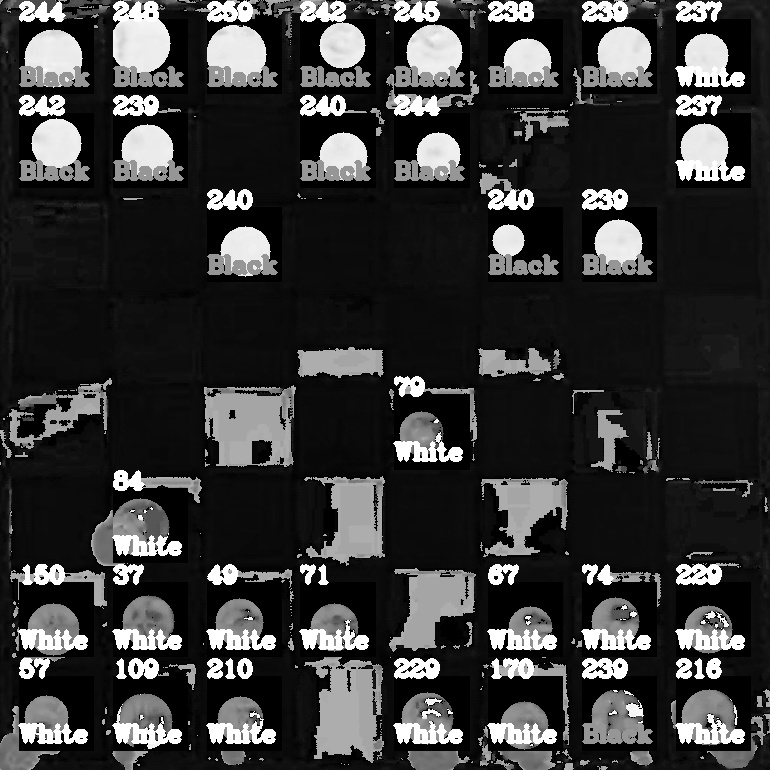 244 248 259 242 245 238 239 237
Black Black Black Black Black Black Black White
242 239 240 244 237
Black Black Black Black White
240 240 239
Black Black Black
79
White
84
White
150 37 49 71 67 74 229
White White White White White White White
57 109 210 229 170 239 216
White White White White White Black White